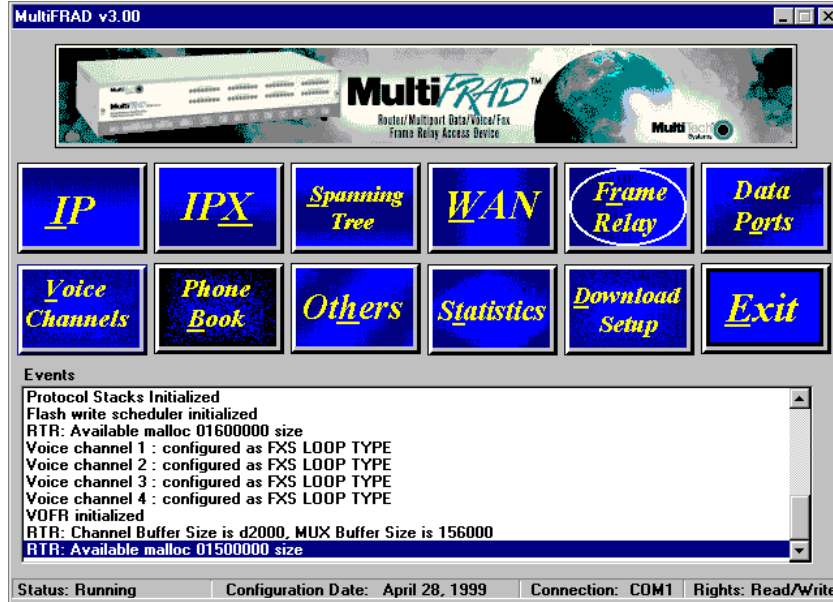 MultiFRAD v3.00
MultiFRAD™
Router/Multiport Data/Voice/Fax
Frame Relay Access Device
MultiTech
Systems
IP
IPX
Spanning
Tree
WAN
Frame
Relay
Data
Ports
Voice
Channels
Phone
Book
Others
Statistics
Download
Setup
Exit
Events
Protocol Stacks Initialized
Flash write scheduler initialized
RTR: Available malloc 01600000 size
Voice channel 1 : configured as FXS LOOP TYPE
Voice channel 2 : configured as FXS LOOP TYPE
Voice channel 3 : configured as FXS LOOP TYPE
Voice channel 4 : configured as FXS LOOP TYPE
VOFR initialized
RTR: Channel Buffer Size is d2000, MUX Buffer Size is 156000
RTR: Available malloc 01500000 size
Status: Running Configuration Date: April 28, 1999 Connection: COM1 Rights: Read/Write